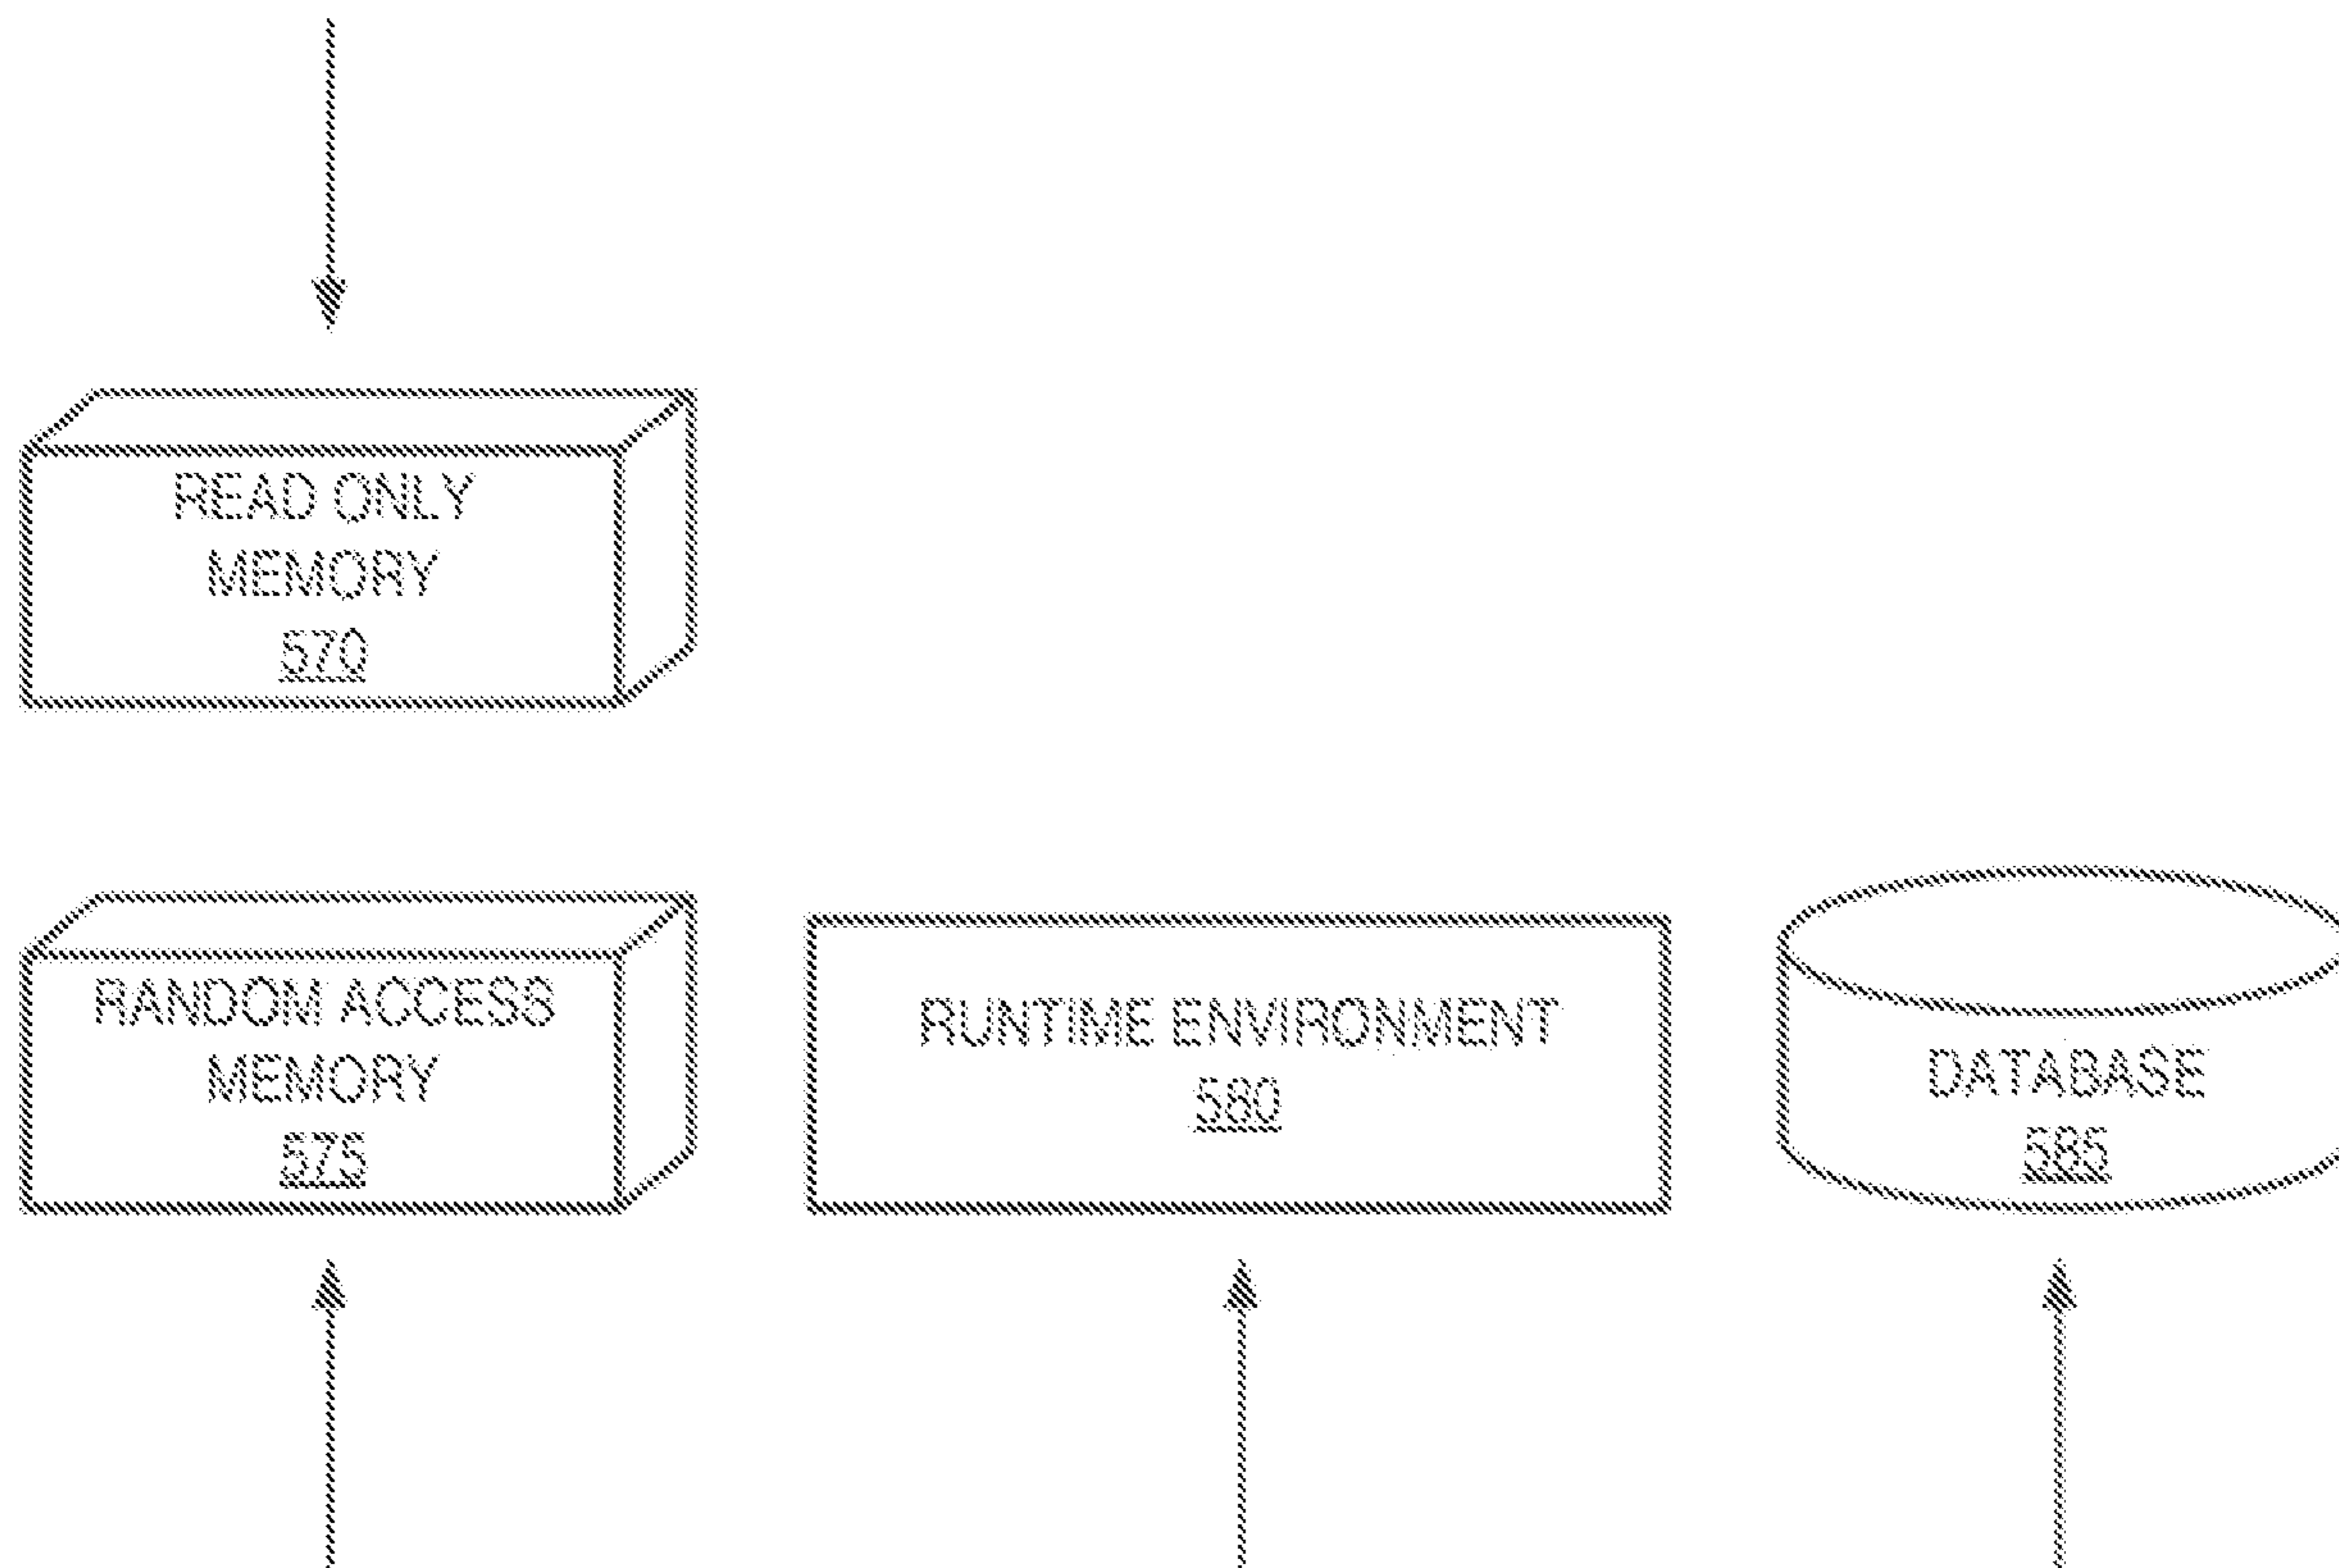 READ ONLY
MEMORY
570
RANDOM ACCESS
MEMORY
575
RUNTIME ENVIRONMENT
580
DATABASE
585